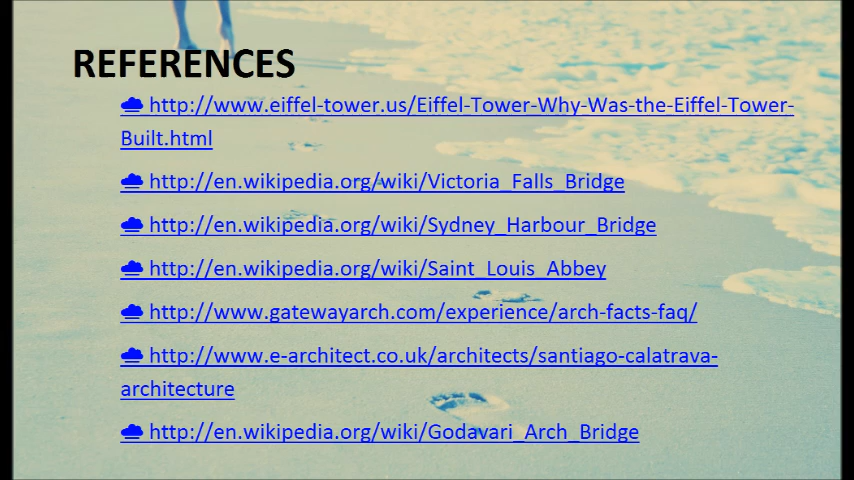 REFERENCES
http://www.eiffel-tower.us/Eiffel-Tower-Why-Was-the-Eiffel-Tower-
Built.html
http://en.wikipedia.org/wiki/Victoria_Falls_Bridge
http://en.wikipedia.org/wiki/Sydney_Harbour_Bridge
http://en.wikipedia.org/wiki/Saint_Louis_Abbey
http://www.gatewayarch.com/experience/arch-facts-faq/
http://www.e-architect.co.uk/architects/santiago-calatrava-
architecture
http://en.wikipedia.org/wiki/Godavari_Arch_Bridge